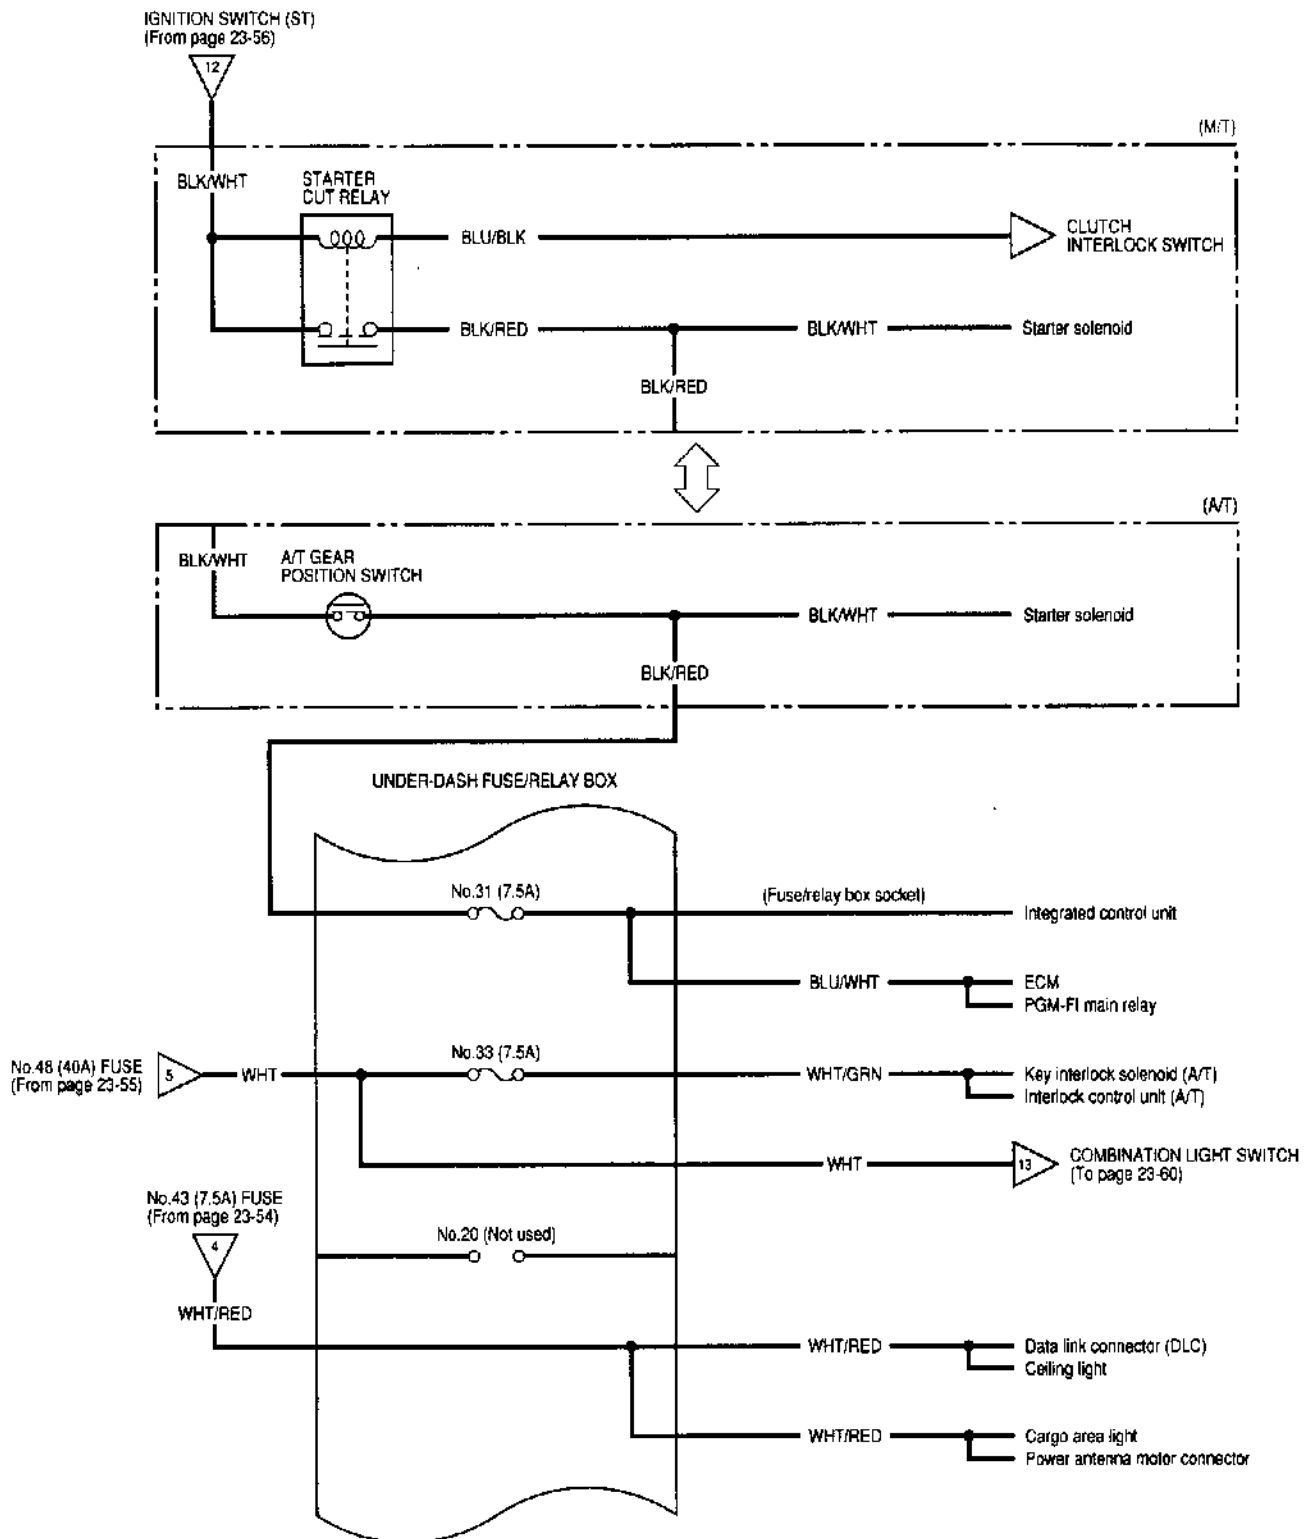 IGNITION SWITCH (ST)
(From page 23-56)
12
(M/T)
BLK/WHT
STARTER
CUT RELAY
BLU/BLK
CLUTCH
INTERLOCK SWITCH
BLK/RED
BLK/WHT
Starter solenoid
BLK/RED
(A/T)
BLK/WHT
A/T GEAR
POSITION SWITCH
BLK/WHT
Starter solenoid
BLK/RED
UNDER-DASH FUSE/RELAY BOX
No.31 (7.5A)
(Fuse/relay box socket)
Integrated control unit
BLU/WHT
ECM
PGM-FI main relay
No.48 (40A) FUSE
(From page 23-55)
5
WHT
No.33 (7.5A)
WHT/GRN
Key interlock solenoid (A/T)
Interlock control unit (A/T)
WHT
13
COMBINATION LIGHT SWITCH
(To page 23-60)
No.43 (7.5A) FUSE
(From page 23-54)
4
No.20 (Not used)
WHT/RED
WHT/RED
Data link connector (DLC)
Ceiling light
WHT/RED
Cargo area light
Power antenna motor connector